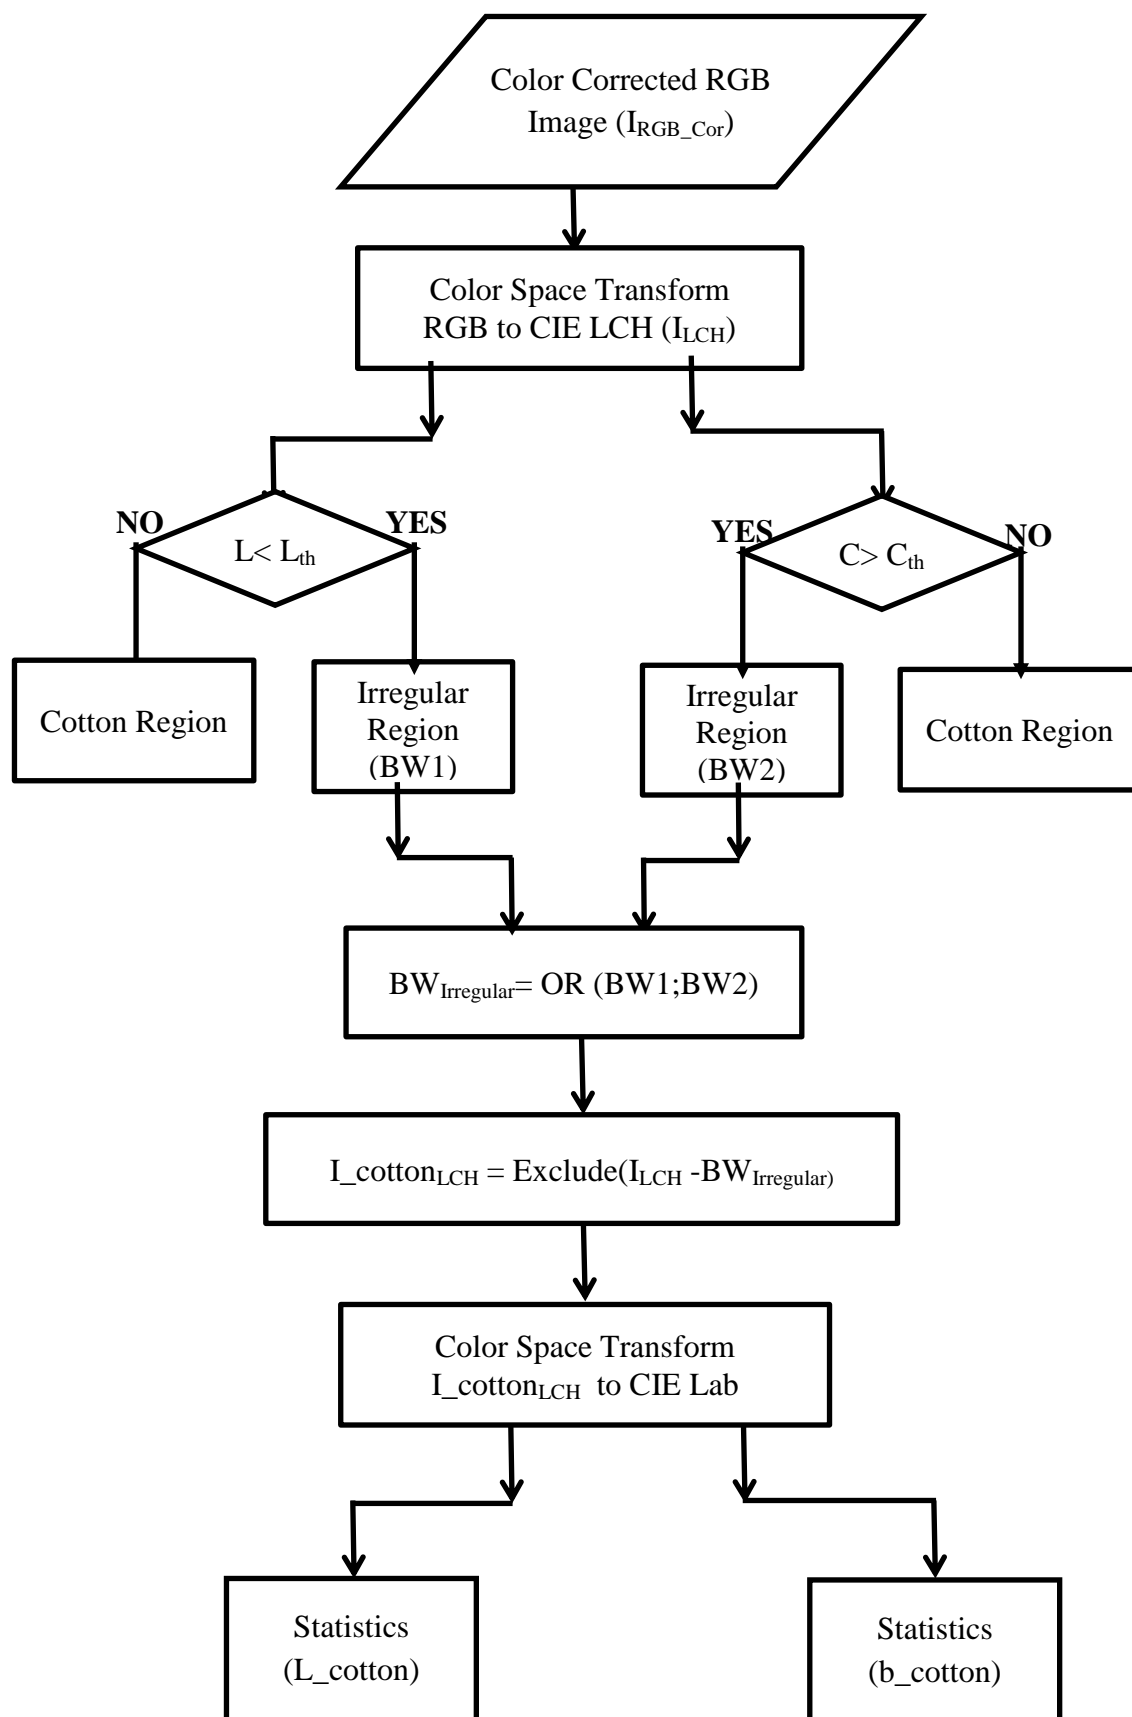 Color Corrected RGB
Image (I_RGB_Cor)
Color Space Transform
RGB to CIE LCH (I_LCH)
NO
YES
L< L_th
YES
NO
C> C_th
Cotton Region
Irregular
Region
(BW1)
Irregular
Region
(BW2)
Cotton Region
BW_Irregular= OR (BW1;BW2)
I_cotton_LCH = Exclude(I_LCH -BW_Irregular)
Color Space Transform
I_cotton_LCH to CIE Lab
Statistics
(L_cotton)
Statistics
(b_cotton)